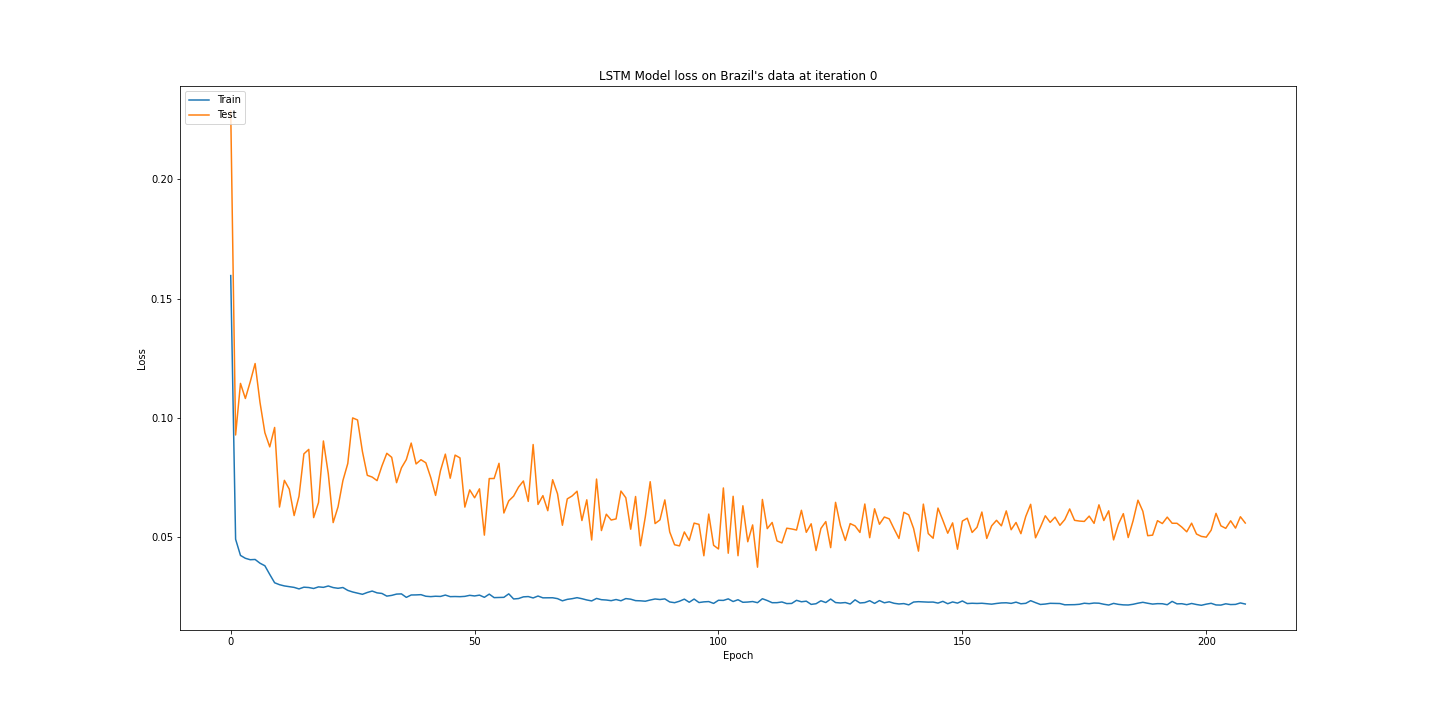 LSTM Model loss on Brazil's data at iteration 0
Train
Test
0.20
0.15
0.10
0.05
Loss
0 50 100 150 200
Epoch